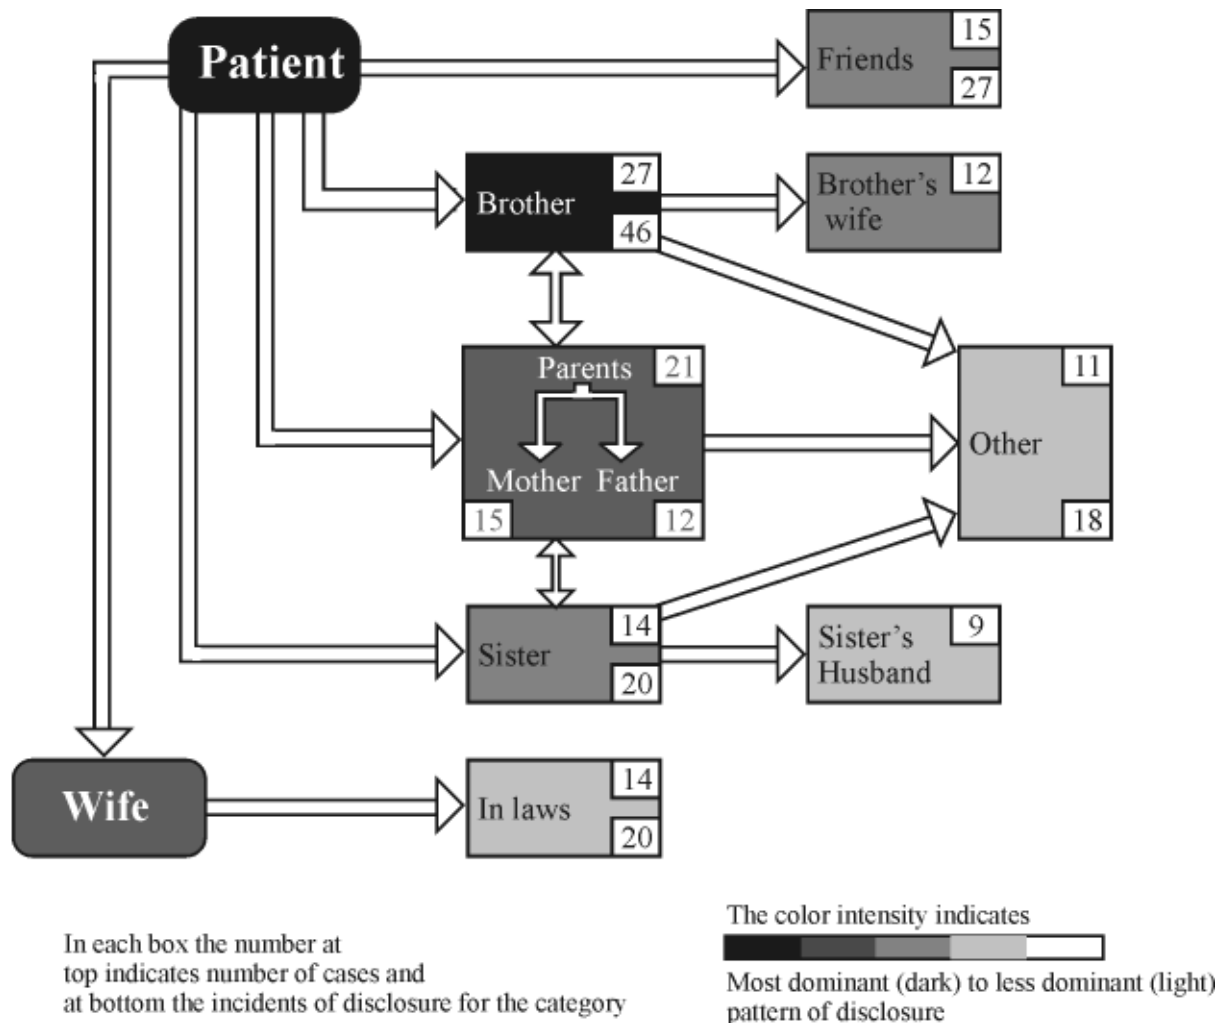 Patient
15
Friends
27
27
Brother
46
12
Brother's
wife
Parents
21
Mother Father
15
12
11
Other
18
14
Sister
20
9
Sister's
Husband
Wife
14
In laws
20
In each box the number at
top indicates number of cases and
at bottom the incidents of disclosure for the category
The color intensity indicates
Most dominant (dark) to less dominant (light)
pattern of disclosure